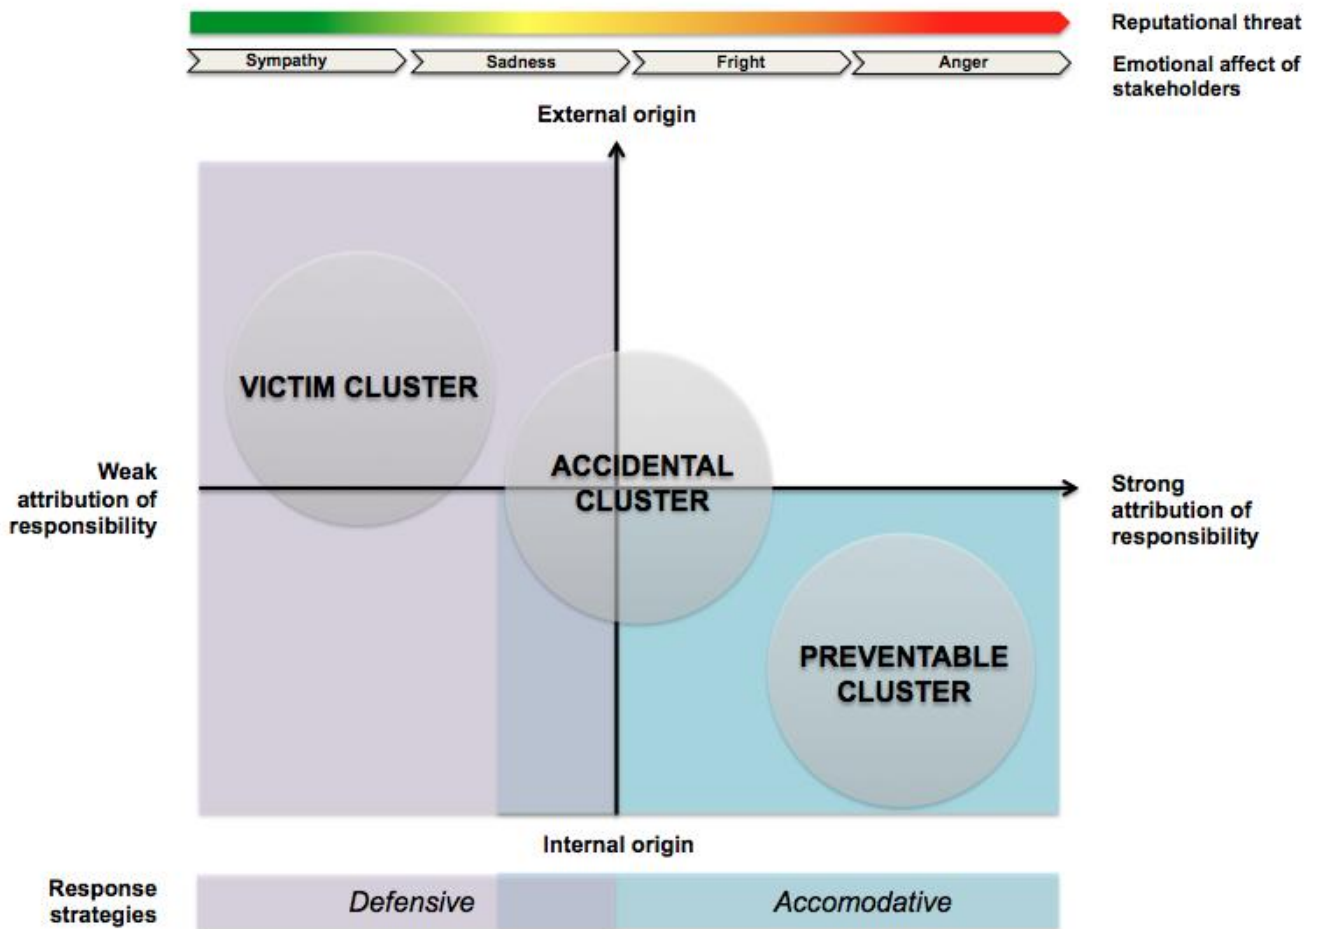 Reputational threat
Sympathy
Sadness
Fright
Anger
Emotional affect of
stakeholders
External origin
VICTIM CLUSTER
ACCIDENTAL
CLUSTER
Weak
attribution of
responsibility
Strong
attribution of
responsibility
PREVENTABLE
CLUSTER
Internal origin
Response
strategies
Defensive
Accomodative